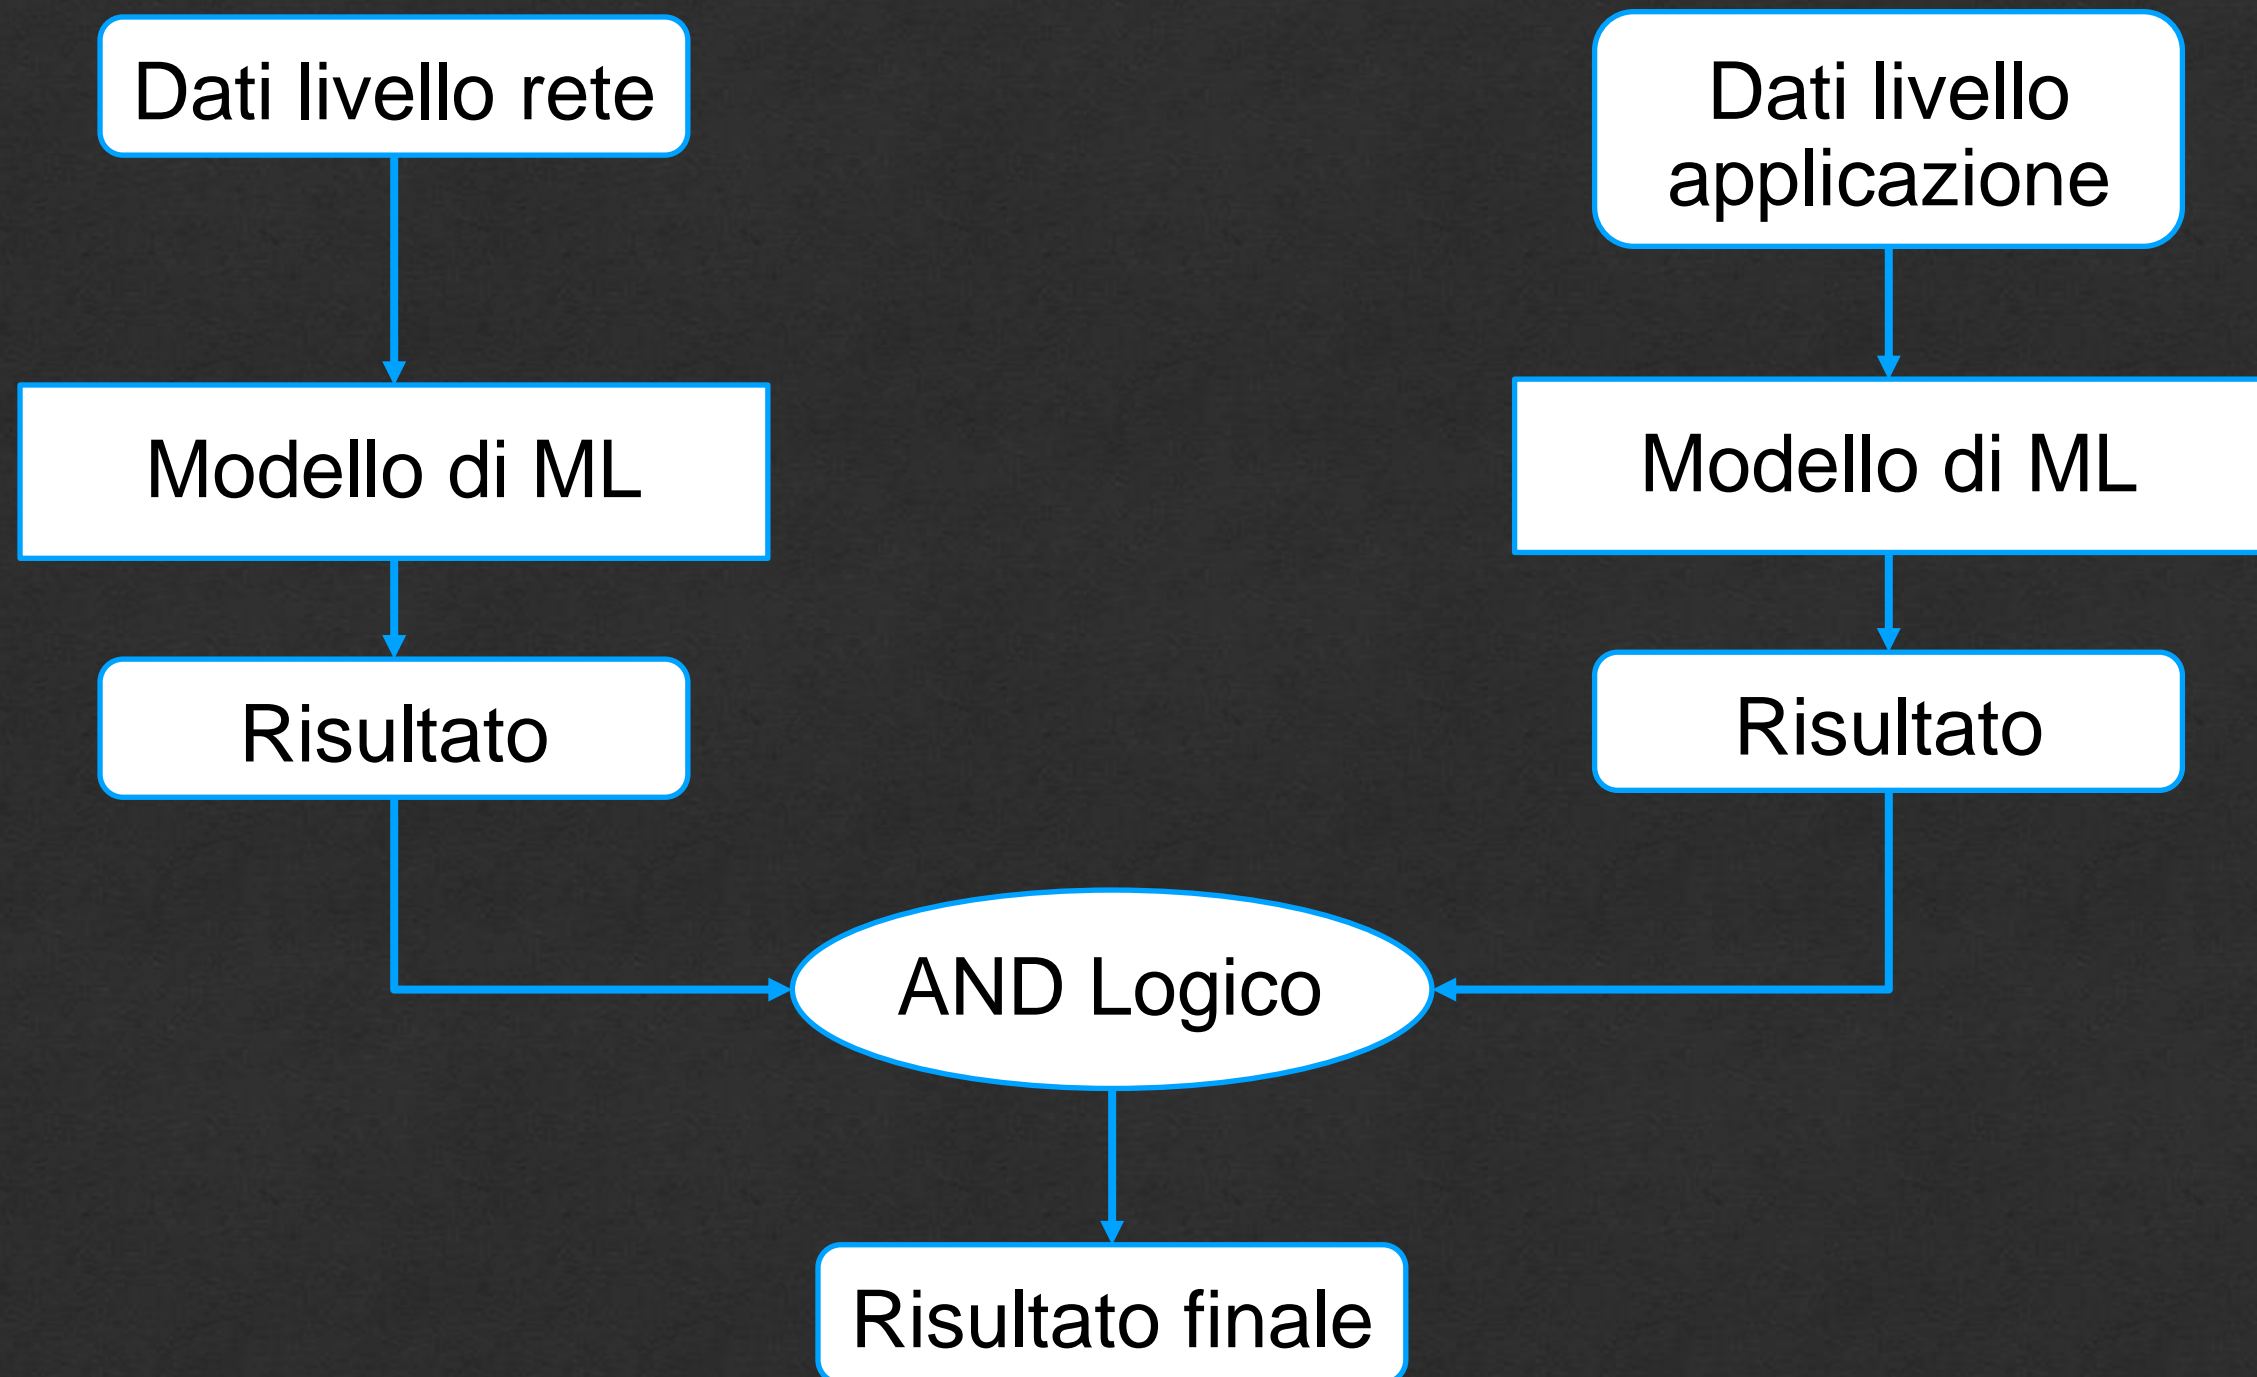 Dati livello rete
Dati livello
applicazione
Modello di ML
Modello di ML
Risultato
Risultato
AND Logico
Risultato finale